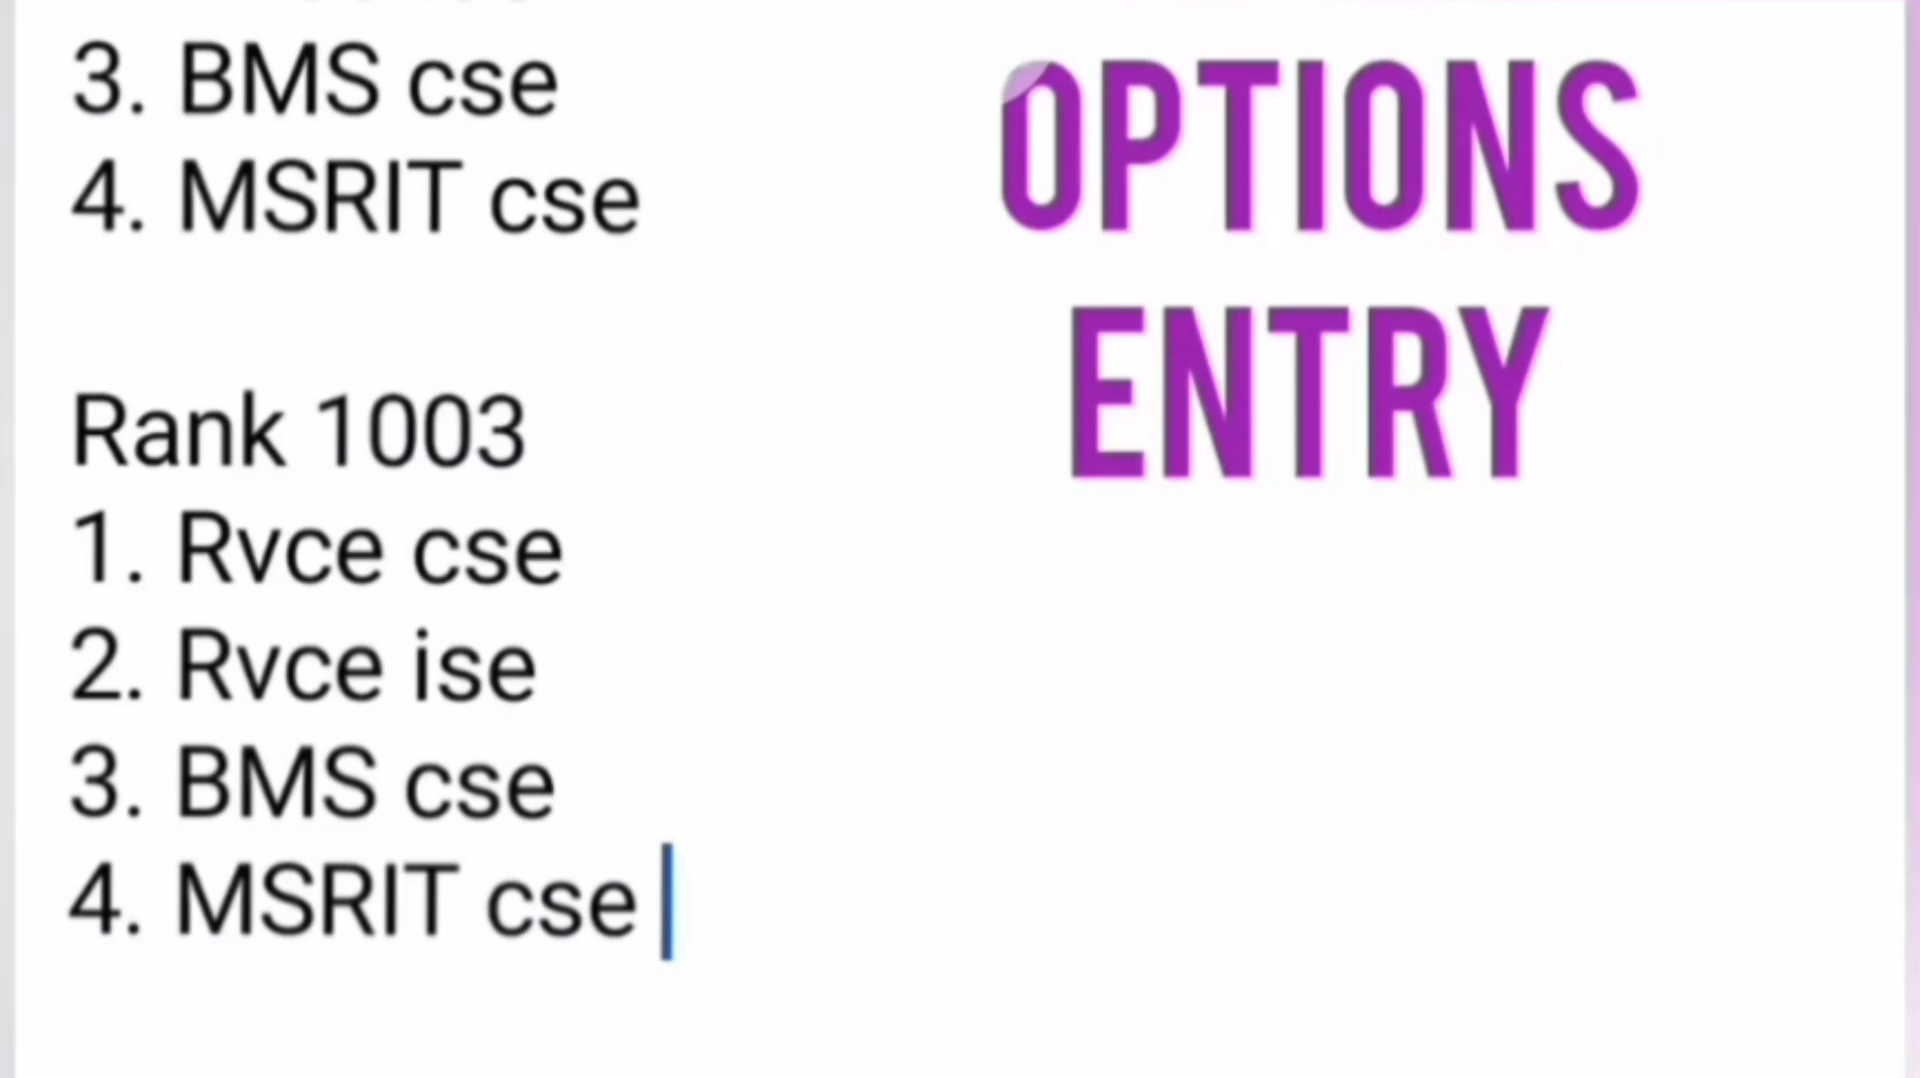 3. BMS cse
4. MSRIT cse
Rank 1003
1. Rvce cse
2. Rvce ise
3. BMS cse
4. MSRIT cse
OPTIONS
ENTRY